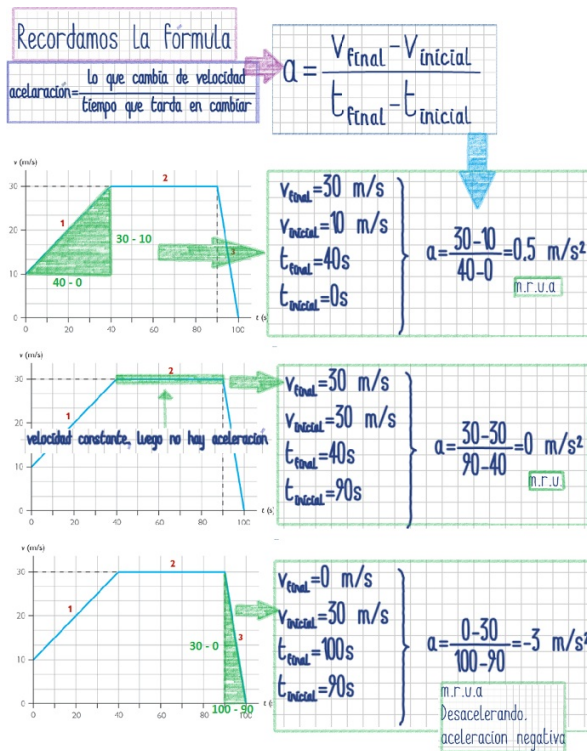 Recordamos la fórmula
acelaración=lo que cambia de velocidad/tiempo que tarda en cambiar
a=(v final-v inicial)/(t final-t inicial)
v (m/s)
30
20
10
0
0 20 40 60 80 100 t (s)
1
2
3
30 - 10
40 - 0
v final=30 m/s
v inicial=10 m/s
t final=40s
t inicial=0s
a=30-10/40-0=0,5 m/s²
m.r.u.a
v (m/s)
30
20
10
0
0 20 40 60 80 100 t (s)
1
2
velocidad constante, luego no hay aceleración
v final=30 m/s
v inicial=30 m/s
t final=40s
t inicial=90s
a=30-30/90-40=0 m/s²
m.r.u.
v (m/s)
30
20
10
0
0 20 40 60 80 100
1
2
3
30 - 0
100 - 90
v final=0 m/s
v inicial=30 m/s
t final=100s
t inicial=90s
a=0-30/100-90=-3 m/s²
m.r.u.a
Desacelerando.
aceleracion negativa